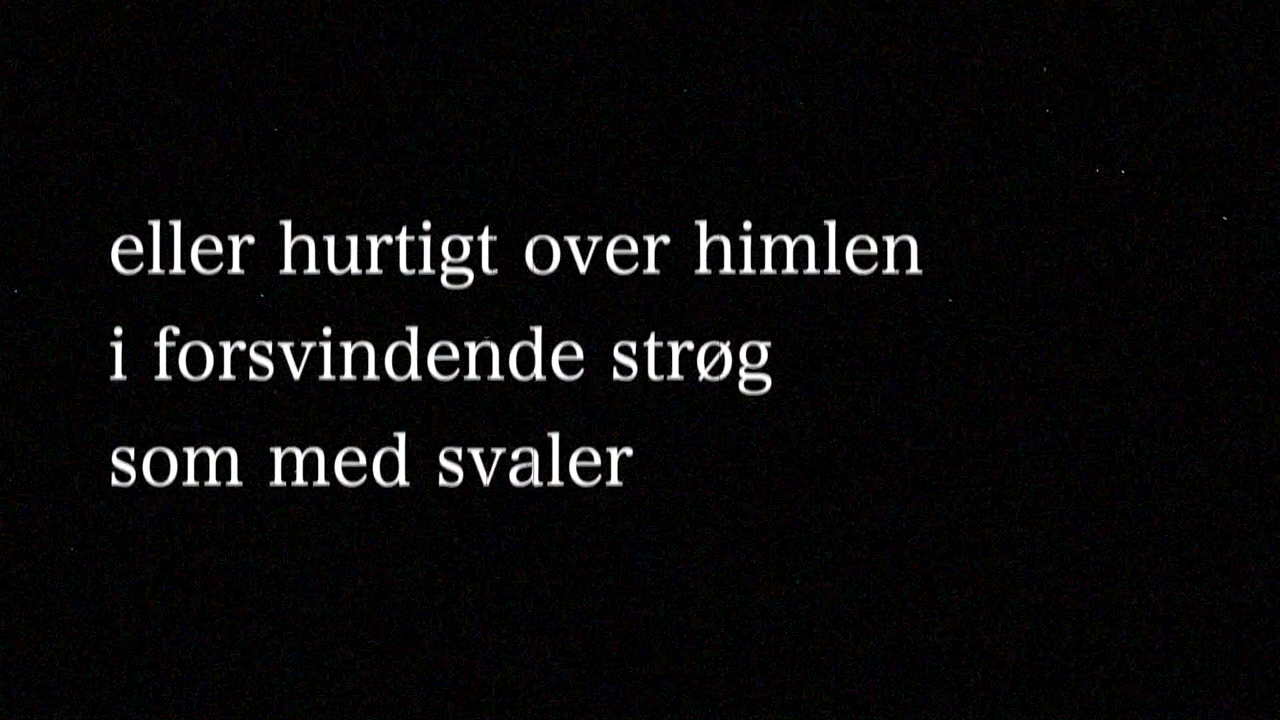 eller hurtigt over himlen
i forsvindende strøg
som med svaler